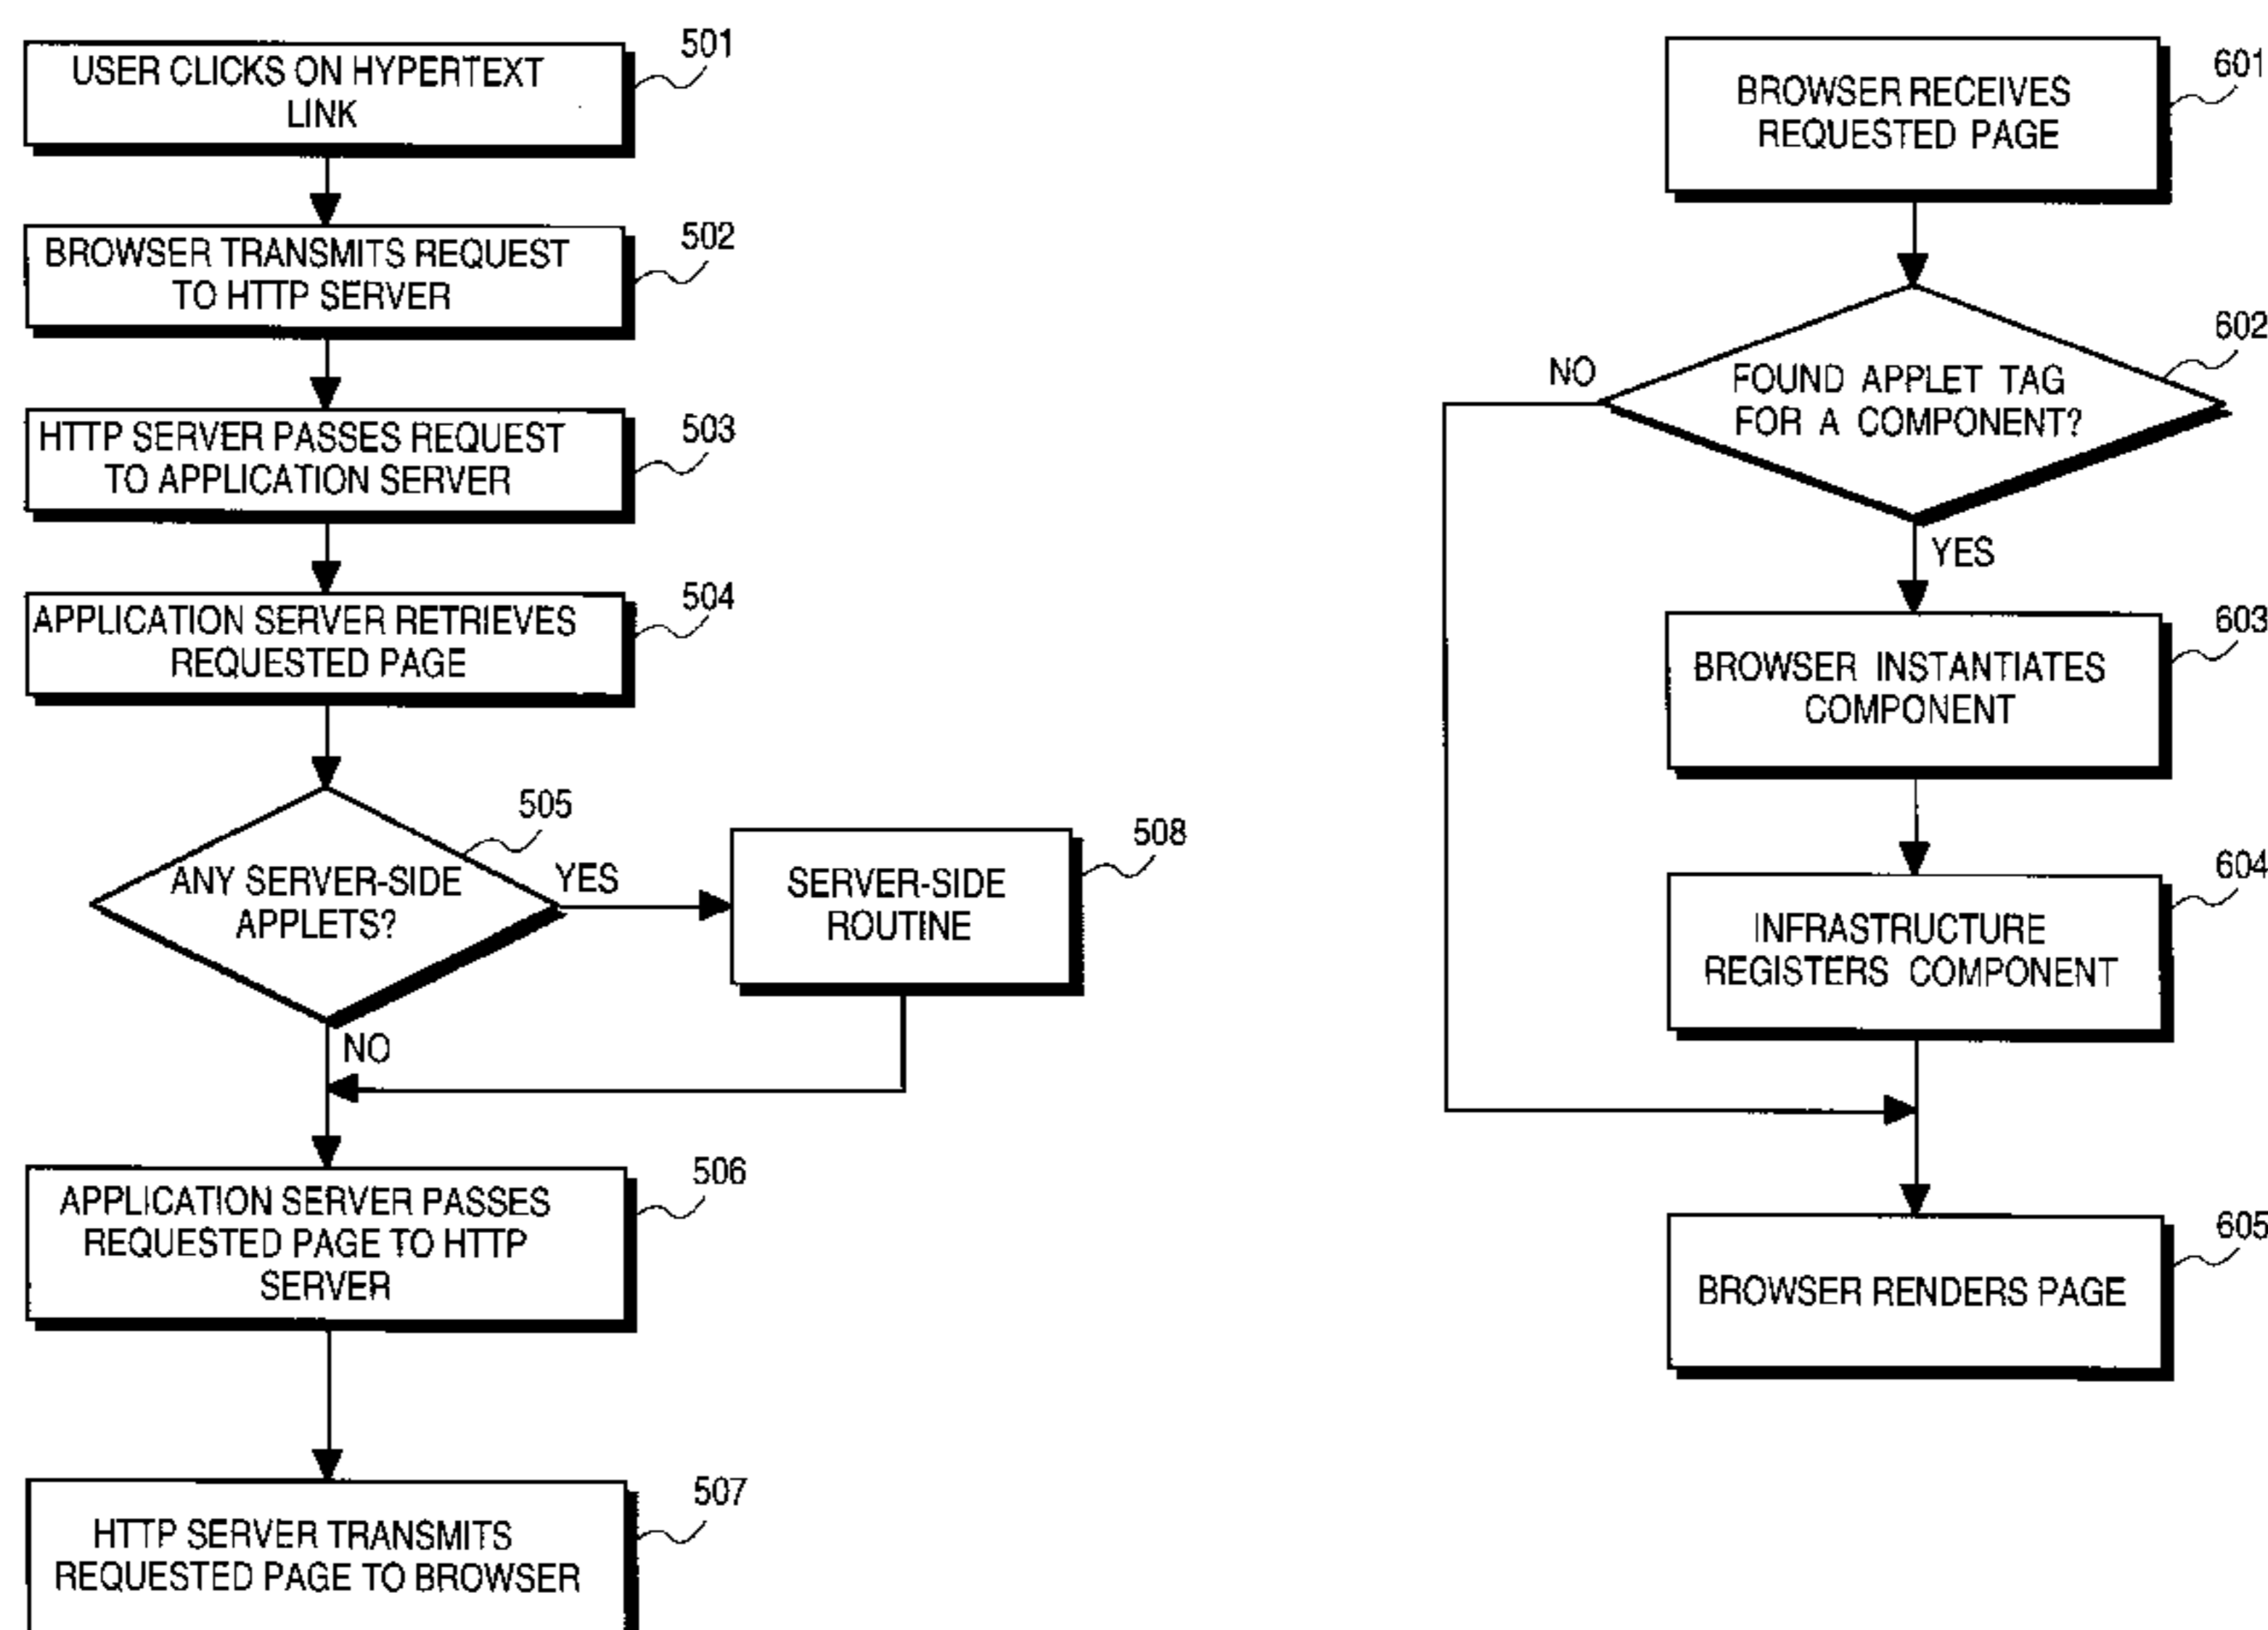 USER CLICKS ON HYPERTEXT
LINK
501
BROWSER TRANSMITS REQUEST
TO HTTP SERVER
502
HTTP SERVER PASSES REQUEST
TO APPLICATION SERVER
503
APPLICATION SERVER RETRIEVES
REQUESTED PAGE
504
ANY SERVER-SIDE
APPLETS?
505
YES
SERVER-SIDE
ROUTINE
508
NO
APPLICATION SERVER PASSES
REQUESTED PAGE TO HTTP
SERVER
506
HTTP SERVER TRANSMITS
REQUESTED PAGE TO BROWSER
507
BROWSER RECEIVES
REQUESTED PAGE
601
FOUND APPLET TAG
FOR A COMPONENT?
602
NO
YES
BROWSER INSTANTIATES
COMPONENT
603
INFRASTRUCTURE
REGISTERS COMPONENT
604
BROWSER RENDERS PAGE
605